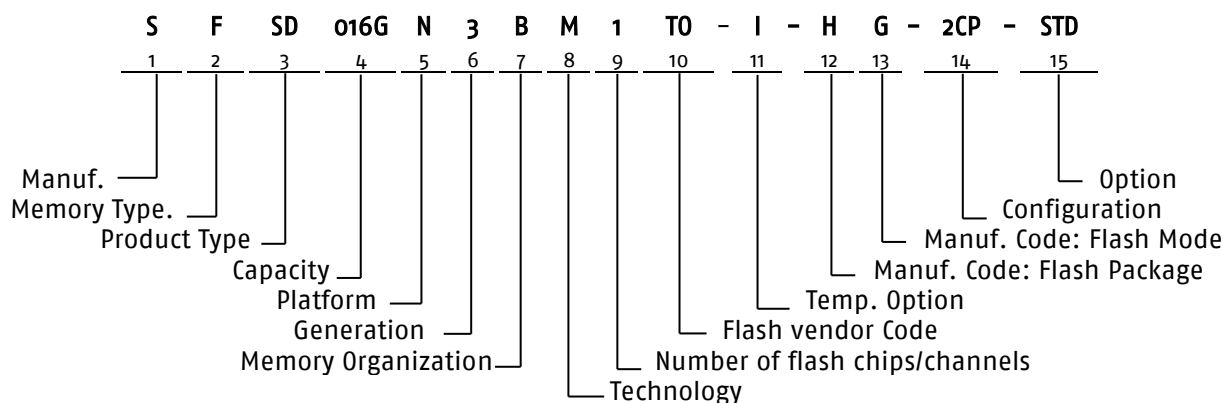 S F SD 016G N 3 B M 1 TO - I - H G - 2CP - STD
1 2 3 4 5 6 7 8 9 10 11 12 13 14 15
Manuf. Option
Memory Type. Configuration
Product Type Manuf. Code: Flash Mode
Capacity Manuf. Code: Flash Package
Platform Temp. Option
Generation Flash vendor Code
Memory Organization Number of flash chips/channels
Technology